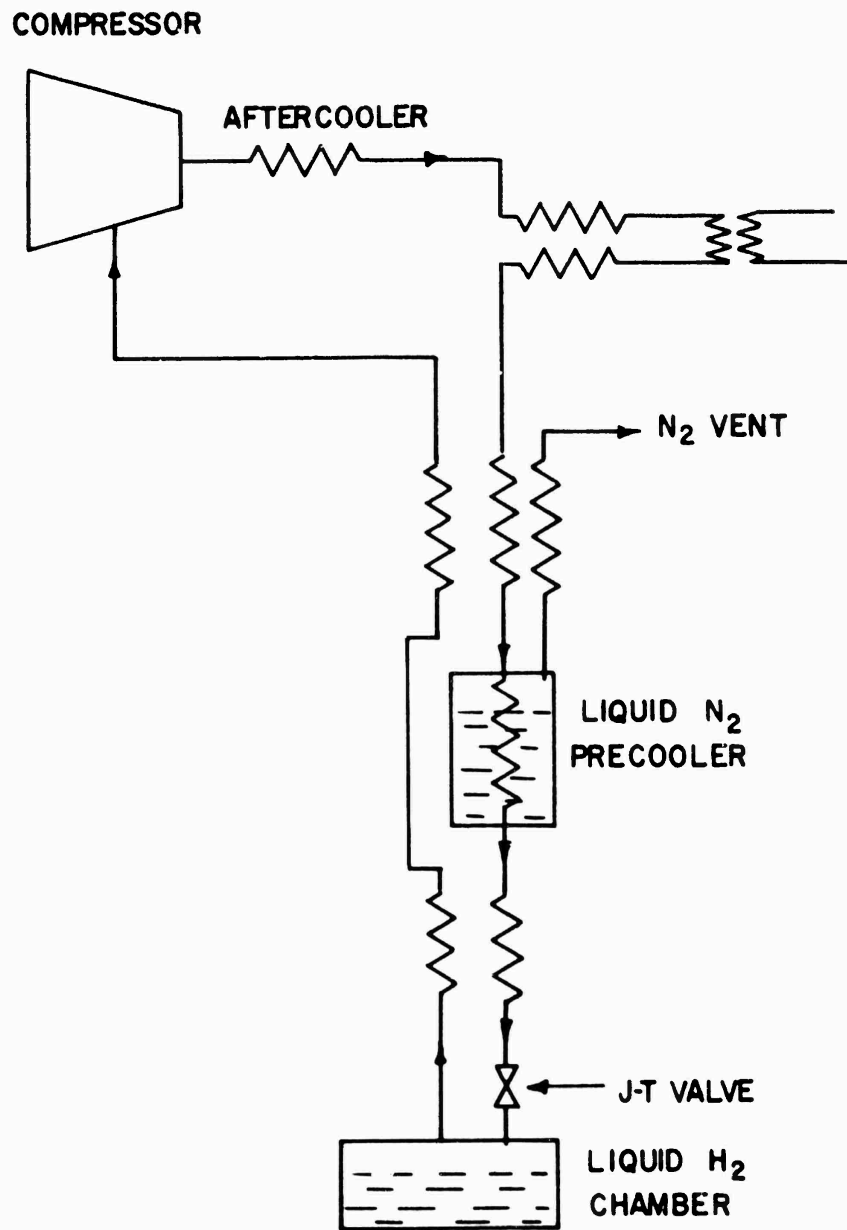 COMPRESSOR
AFTERCOOLER
N₂ VENT
LIQUID N₂
PRECOOLER
J-T VALVE
LIQUID H₂
CHAMBER